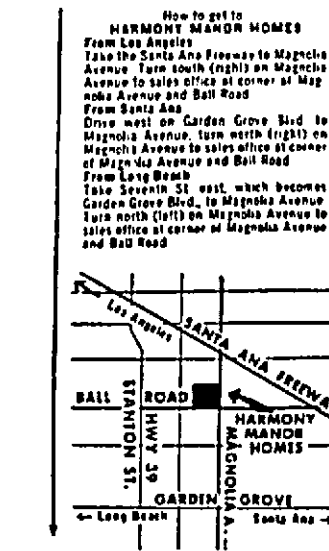 How to get to
HARMONY MANOR HOMES
From Los Angeles
Take the Santa Ana Freeway to Magnolia
Avenue. Turn south (right) on Magnolia
Avenue to sales office at corner of Mag
nolia Avenue and Ball Road
From Santa Ana
Drive west on Garden Grove Blvd to
Magnolia Avenue, turn north (right) on
Magnolia Avenue to sales office at corner
of Magnolia Avenue and Ball Road
From Long Beach
Take Seventh St. east, which becomes
Garden Grove Blvd., to Magnolia Avenue
Turn north (left) on Magnolia Avenue to
sales office at corner of Magnolia Avenue
and Ball Road
Los Angeles
SANTA ANA FREEWA
BALL ROAD
HARMONY
MANOR
HOMES
STANTON ST.
HWY 39
MAGNOLIA A
GARDEN GROVE
Long Beach
Santa Ana